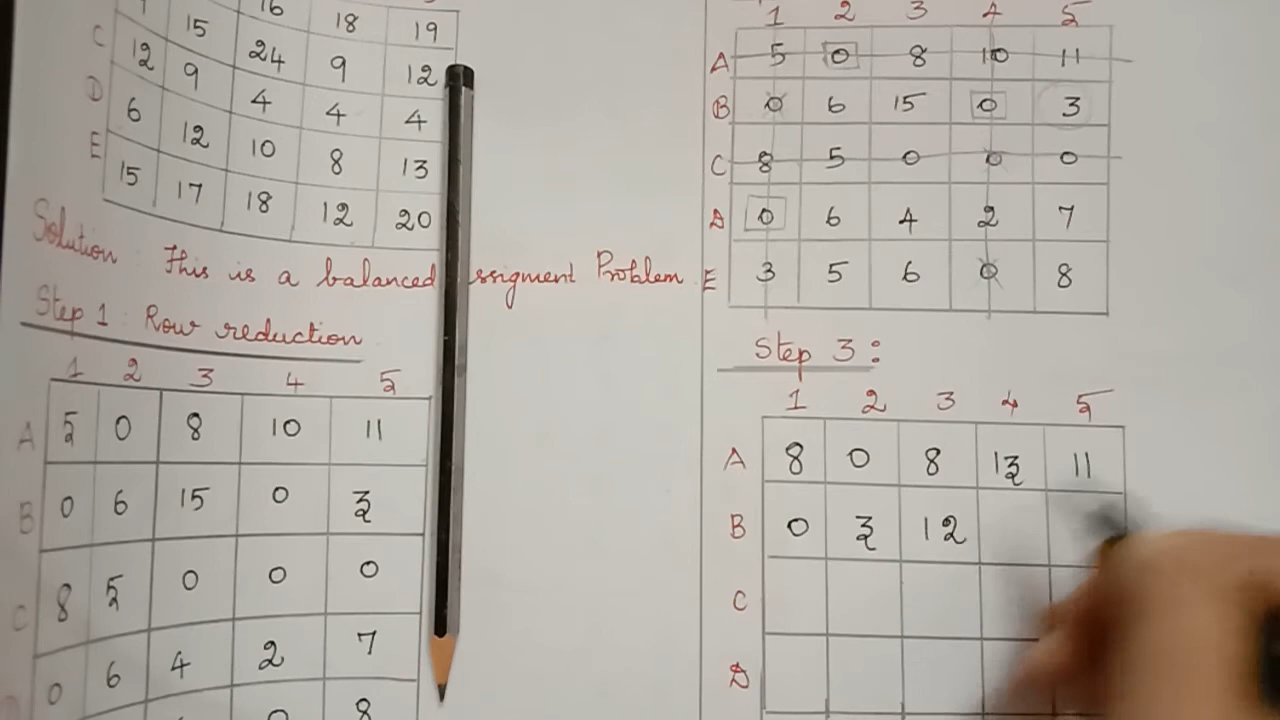 16 18 19
C 15 24 9 12
12 9 4 4 4
D 6 12 10 8 13
E 15 17 18 12 20
Solution : This is a balanced ssigment Problem
Step 1 : Row reduction
1 2 3 4 5
A 5 0 8 10 11
B 0 6 15 0 3
C 8 5 0 0 0
0 6 4 2 7
0 8
1 2 3 4 5
A 5 0 8 10 11
B 0 6 15 0 3
C 8 5 0 0 0
D 0 6 4 2 7
E 3 5 6 0 8
Step 3 :
1 2 3 4 5
A 8 0 8 13 11
B 0 3 12
C
D